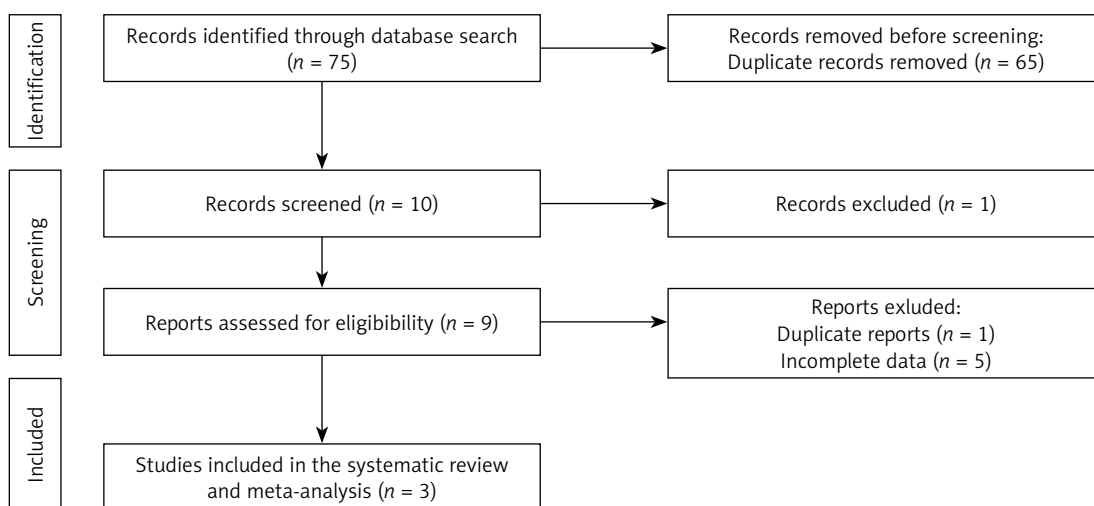 Identification
Records identified through database search
(n = 75)
Records removed before screening:
Duplicate records removed (n = 65)
Screening
Records screened (n = 10)
Records excluded (n = 1)
Reports assessed for eligibibility (n = 9)
Reports exluded:
Duplicate reports (n = 1)
Incomplete data (n = 5)
Included
Studies included in the systematic review
and meta-analysis (n = 3)